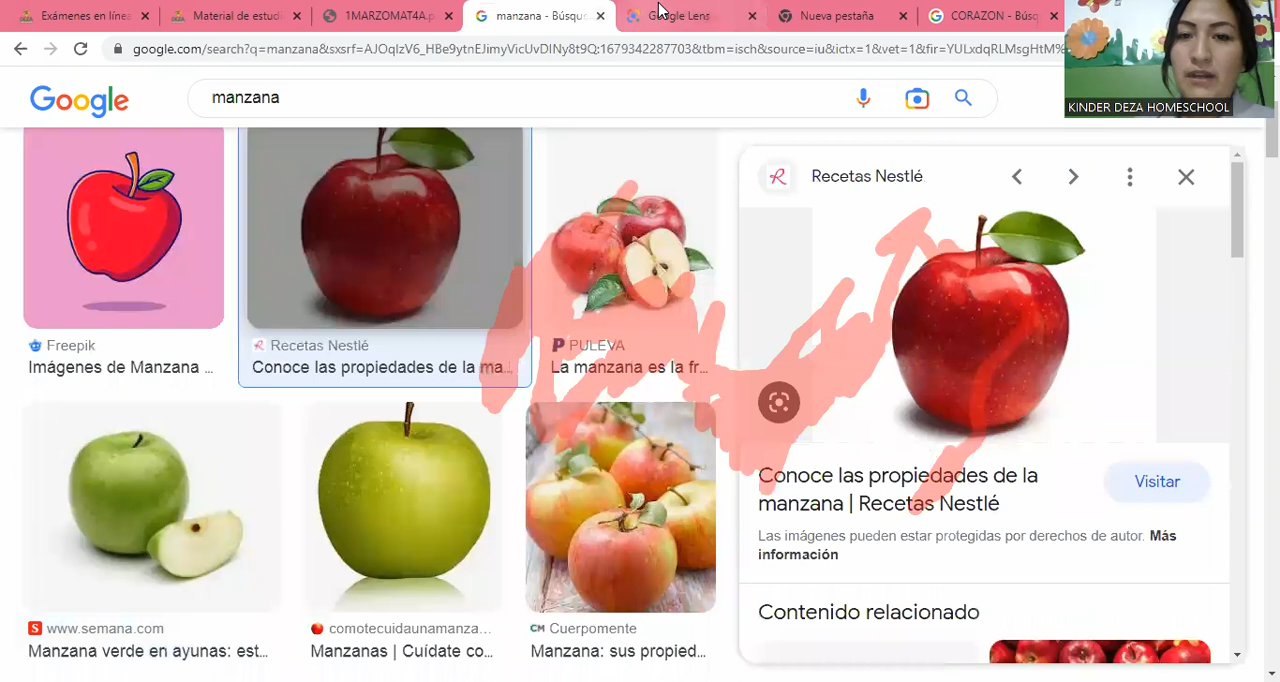 Exámenes en línea
Material de estudi
1MARZOMAT4A.p
manzana - Búsqu
Google Lens
Nueva pestaña
CORAZON - Búsq
google.com/search?q=manzana&sxsrf=AJOqlzV6_HBe9ytnEJimyVicUvDlNy8t9Q:1679342287703&tbm=isch&source=iu&ictx=1&vet=1&fir=YULxdqRLMsgHtM%
KINDER DEZA HOMESCHOOL
Google
manzana
Recetas Nestlé
Freepik
Imágenes de Manzana ...
Recetas Nestlé
Conoce las propiedades de la ma...
PULEVA
La manzana es la fr...
Conoce las propiedades de la
manzana | Recetas Nestlé
Visitar
Las imágenes pueden estar protegidas por derechos de autor. Más
información
Contenido relacionado
www.semana.com
Manzana verde en ayunas: est...
comotecuidaunamanza...
Manzanas | Cuídate co...
CM Cuerpomente
Manzana: sus propied...